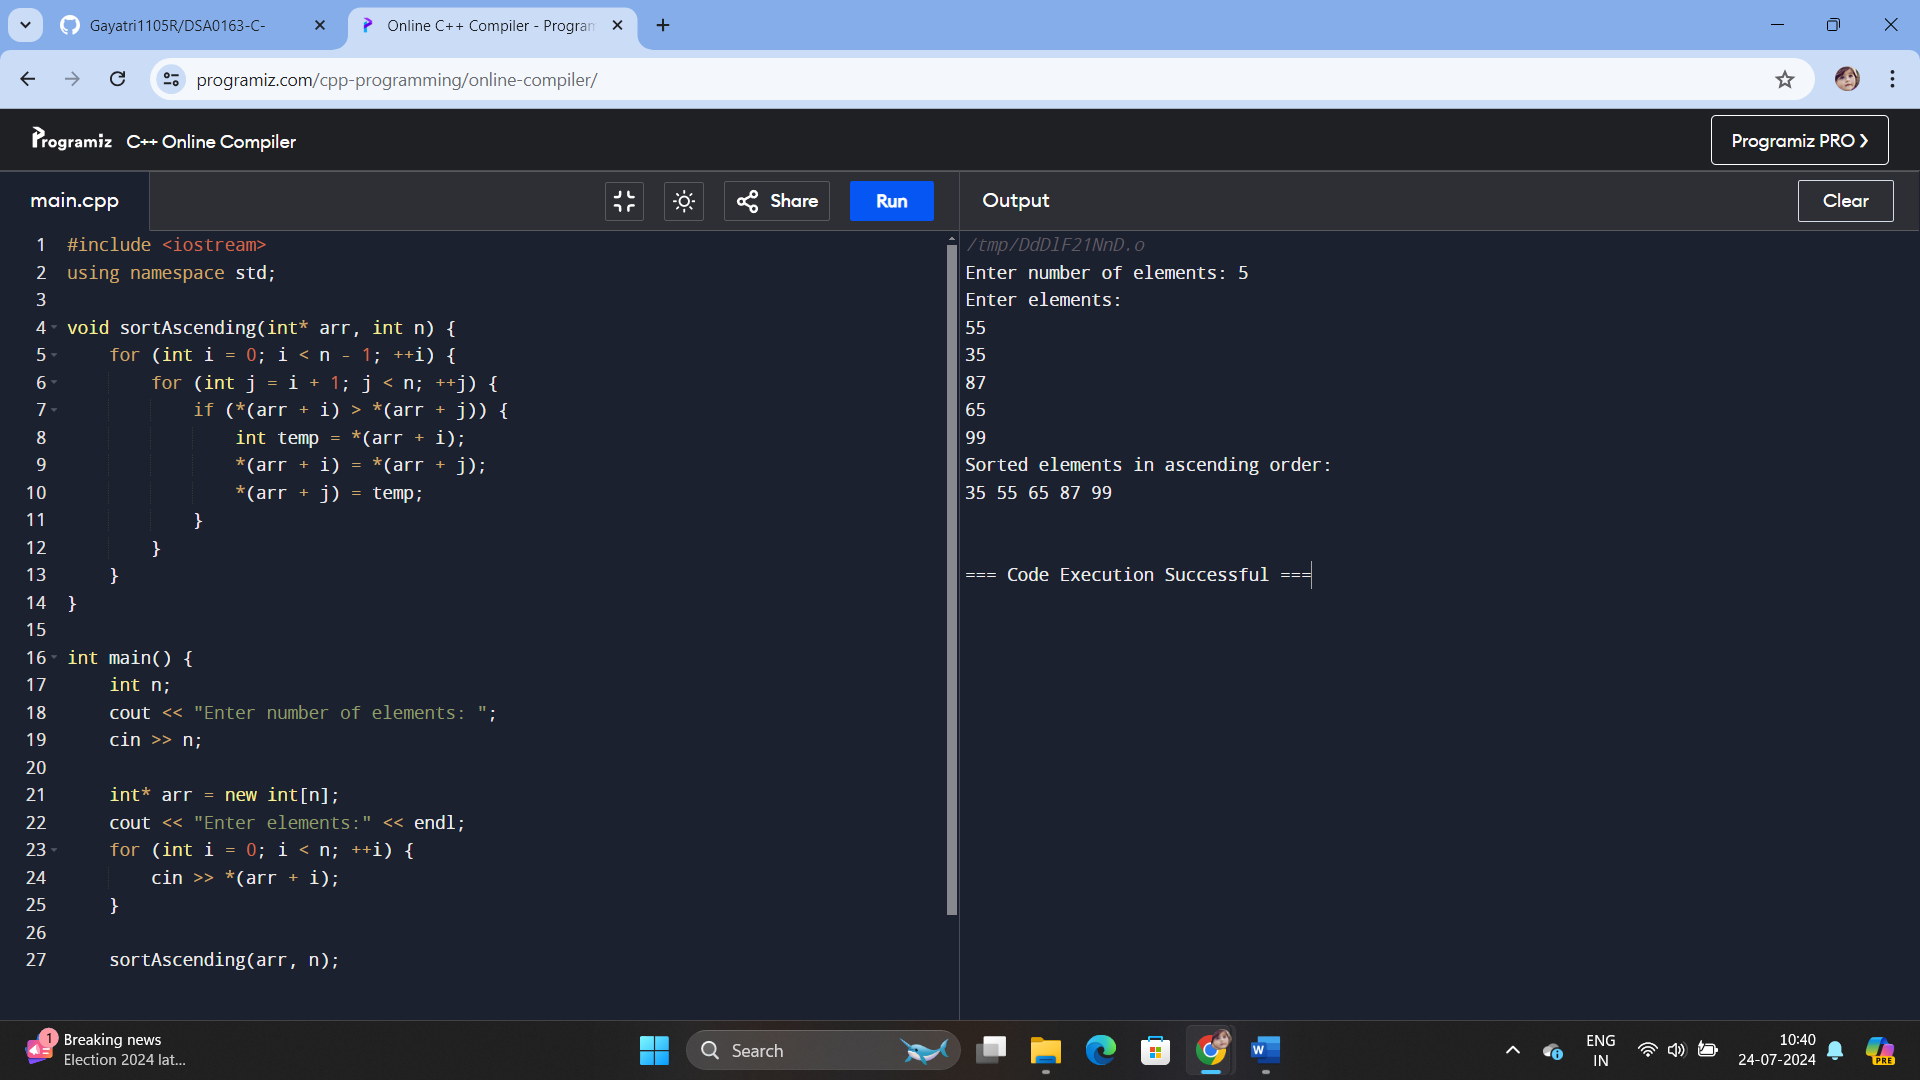 Gayatri1105R/DSA0163-C-
Online C++ Compiler - Program
programiz.com/cpp-programming/online-compiler/
Programiz C++ Online Compiler
Programiz PRO ❯
main.cpp
Share
Run
Output
Clear
1 #include <iostream>
2 using namespace std;
3
4 void sortAscending(int* arr, int n) {
5     for (int i = 0; i < n - 1; ++i) {
6         for (int j = i + 1; j < n; ++j) {
7             if (*(arr + i) > *(arr + j)) {
8                 int temp = *(arr + i);
9                 *(arr + i) = *(arr + j);
10                 *(arr + j) = temp;
11             }
12         }
13     }
14 }
15
16 int main() {
17     int n;
18     cout << "Enter number of elements: ";
19     cin >> n;
20
21     int* arr = new int[n];
22     cout << "Enter elements:" << endl;
23     for (int i = 0; i < n; ++i) {
24         cin >> *(arr + i);
25     }
26
27     sortAscending(arr, n);
/tmp/DdDlF21NnD.o
Enter number of elements: 5
Enter elements:
55
35
87
65
99
Sorted elements in ascending order:
35 55 65 87 99
=== Code Execution Successful ===
1
Breaking news
Election 2024 lat...
Search
W
ENG
IN
10:40
24-07-2024
PRE